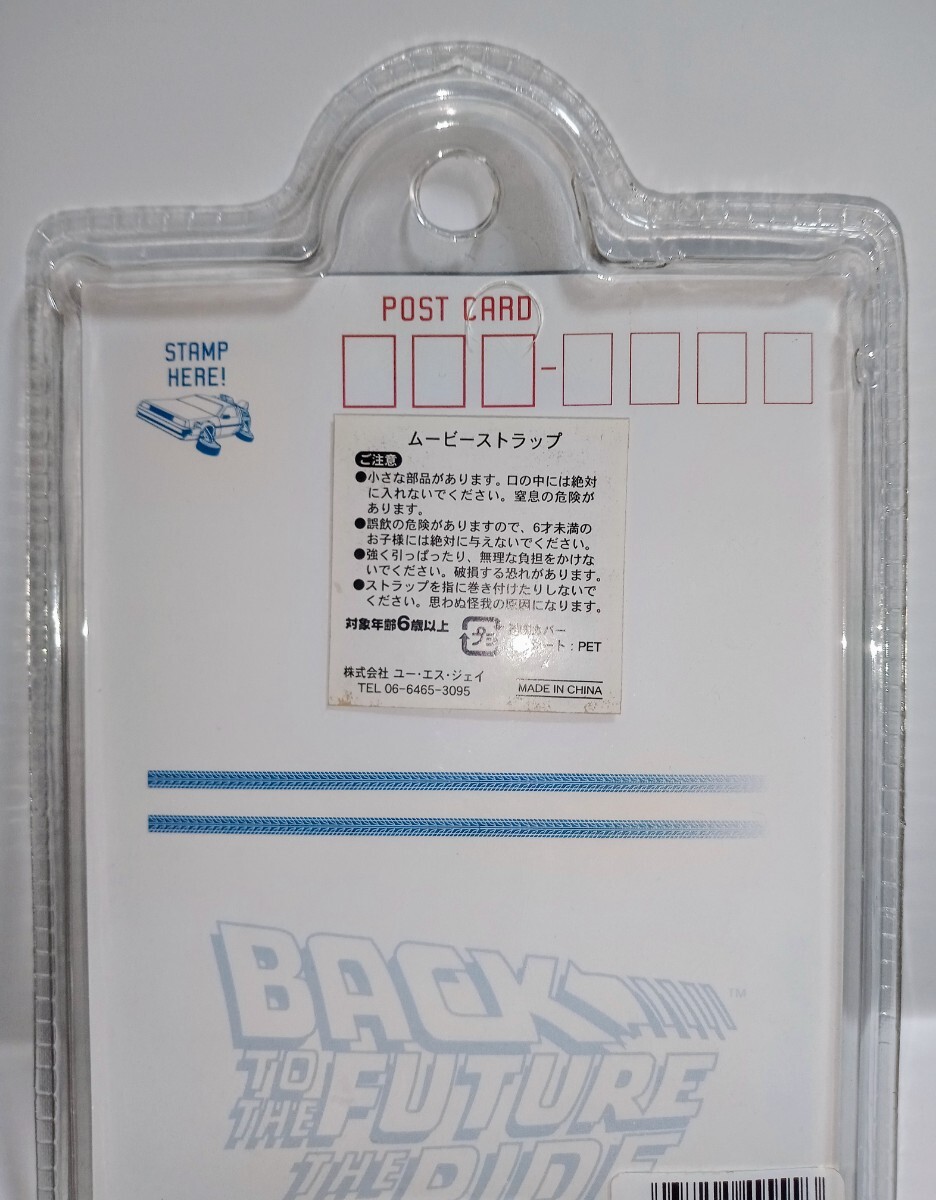 POST CARD
STAMP
HERE!
ムービーストラップ
ご注意
●小さな部品があります。口の中には絶対
に入れないでください。窒息の危険が
あります。
●誤飲の危険がありますので、6才未満の
お子様には絶対に与えないでください。
●強く引っぱったり、無理な負担をかけな
いでください。破損する恐れがあります。
●ストラップを指に巻き付けたりしないで
ください。思わぬ怪我の原因になります。
対象年齢6歳以上
プラ
バー
ート:PET
株式会社 ユー・エス・ジェイ
TEL 06-6465-3095
MADE IN CHINA
BACK
TO THE FUTURE
THE RIDE
TM